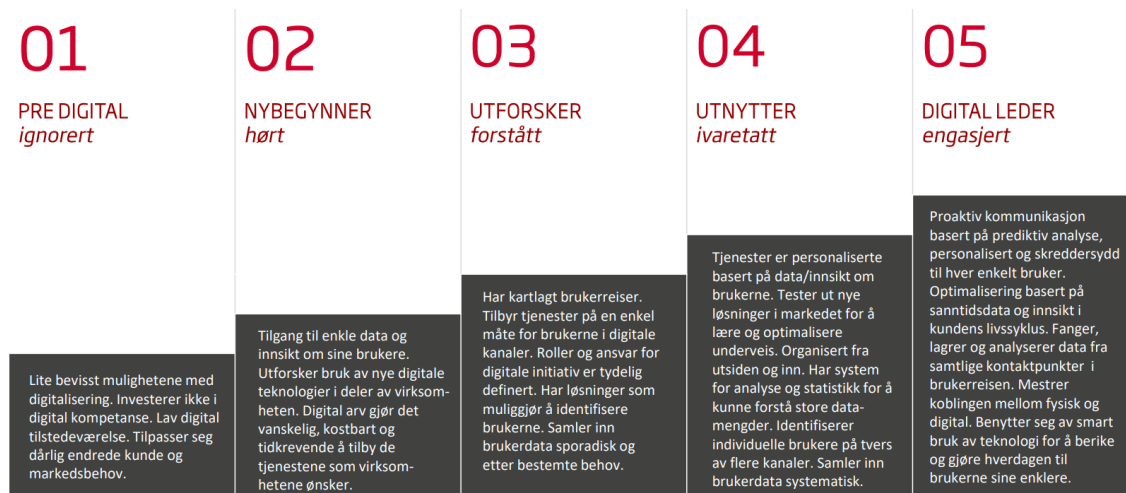 01
PRE DIGITAL
ignorert
Lite bevisst mulighetene med
digitalisering. Investerer ikke i
digital kompetanse. Lav digital
tilstedeværelse. Tilpasser seg
dårlig endrede kunde og
markedsbehov.
02
NYBEGYNNER
hørt
Tilgang til enkle data og
innsikt om sine brukere.
Utforsker bruk av nye digitale
teknologier i deler av virksom-
heten. Digital arv gjør det
vanskelig, kostbart og
tidkrevende å tilby de
tjenestene som virksom-
hetene ønsker.
03
UTFORSKER
forstått
Har kartlagt brukerreiser.
Tilbyr tjenester på en enkel
måte for brukerne i digitale
kanaler. Roller og ansvar for
digitale initiativ er tydelig
definert. Har løsninger som
muliggjør å identifisere
brukerne. Samler inn
brukerdata sporadisk og
etter bestemte behov.
04
UTNYTTER
ivaretatt
Tjenester er personaliserte
basert på data/innsikt om
brukerne. Tester ut nye
løsninger i markedet for å
lære og optimalisere
underveis. Organisert fra
utsiden og inn. Har system
for analyse og statistikk for å
kunne forstå store data-
mengder. Identifiserer
individuelle brukere på tvers
av flere kanaler. Samler inn
brukerdata systematisk.
05
DIGITAL LEDER
engasjert
Proaktiv kommunikasjon
basert på prediktiv analyse,
personalisert og skreddersydd
til hver enkelt bruker.
Optimalisering basert på
sanntidsdata og innsikt i
kundens livssyklus. Fanger,
lagrer og analyserer data fra
samtlige kontaktpunkter i
brukerreisen. Mestrer
koblingen mellom fysisk og
digital. Benytter seg av smart
bruk av teknologi for å berike
og gjøre hverdagen til
brukerne sine enklere.